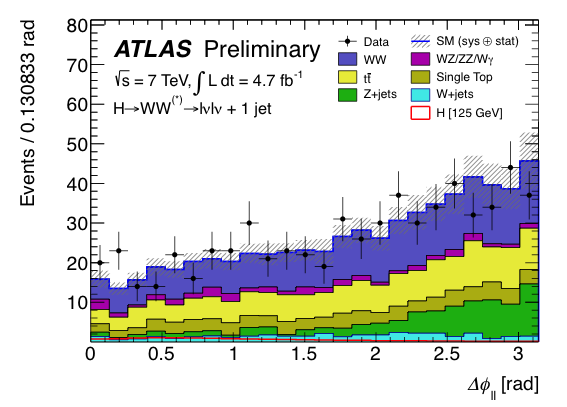 Events / 0.130833 rad
80
70
60
50
40
30
20
10
ATLAS Preliminary
√s = 7 TeV, ∫ L dt = 4.7 fb⁻¹
H→WW(*)→lνlν + 1 jet
Data
SM (sys ⊕ stat)
WW
WZ/ZZ/Wγ
tt̄
Single Top
Z+jets
W+jets
H [125 GeV]
0 0.5 1 1.5 2 2.5 3
Δϕ_ll [rad]